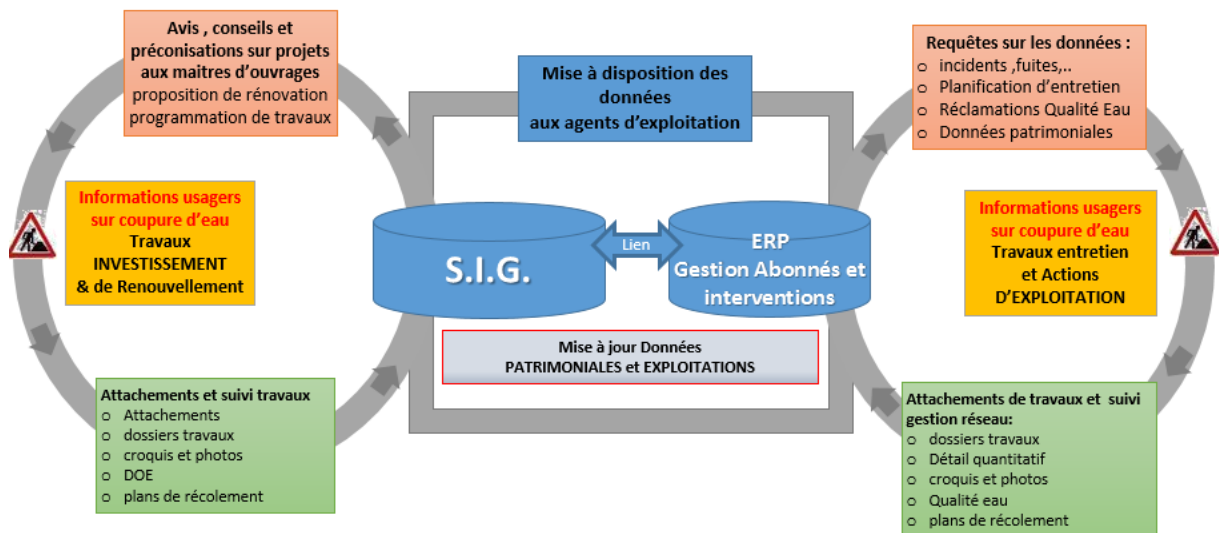 Avis , conseils et
préconisations sur projets
aux maitres d'ouvrages
proposition de rénovation
programmation de travaux
Informations usagers
sur coupure d'eau
Travaux
INVESTISSEMENT
& de Renouvellement
Attachements et suivi travaux
o Attachements
o dossiers travaux
o croquis et photos
o DOE
o plans de récolement
Mise à disposition des
données
aux agents d'exploitation
S.I.G.
Lien
ERP
Gestion Abonnés et
interventions
Mise à jour Données
PATRIMONIALES et EXPLOITATIONS
Requêtes sur les données :
o incidents ,fuites,..
o Planification d'entretien
o Réclamations Qualité Eau
o Données patrimoniales
Informations usagers
sur coupure d'eau
Travaux entretien
et Actions
D'EXPLOITATION
Attachements de travaux et suivi
gestion réseau:
o dossiers travaux
o Détail quantitatif
o croquis et photos
o Qualité eau
o plans de récolement